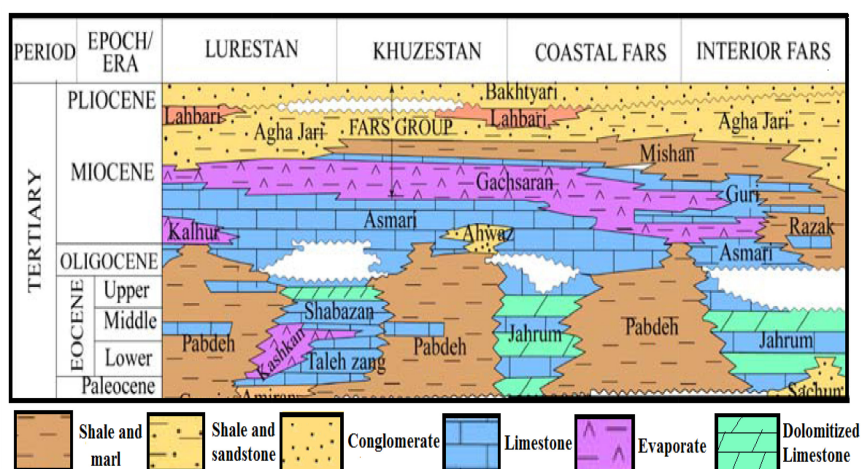 PERIOD EPOCH/ ERA LURESTAN KHUZESTAN COASTAL FARS INTERIOR FARS
TERTIARY
PLIOCENE
MIOCENE
OLIGOCENE
EOCENE
Upper
Middle
Lower
Paleocene
Bakhtyari
Lahbari
Lahbari
Agha Jari
FARS GROUP
Agha Jari
Mishan
Gachsaran
Guri
Asmari
Kalhur
Ahwaz
Razak
Asmari
Shabazan
Pabdeh
Kashkan
Taleh zang
Pabdeh
Jahrum
Pabdeh
Jahrum
Sachun
Amiran
Shale and marl
Shale and sandstone
Conglomerate
Limestone
Evaporate
Dolomitized Limestone